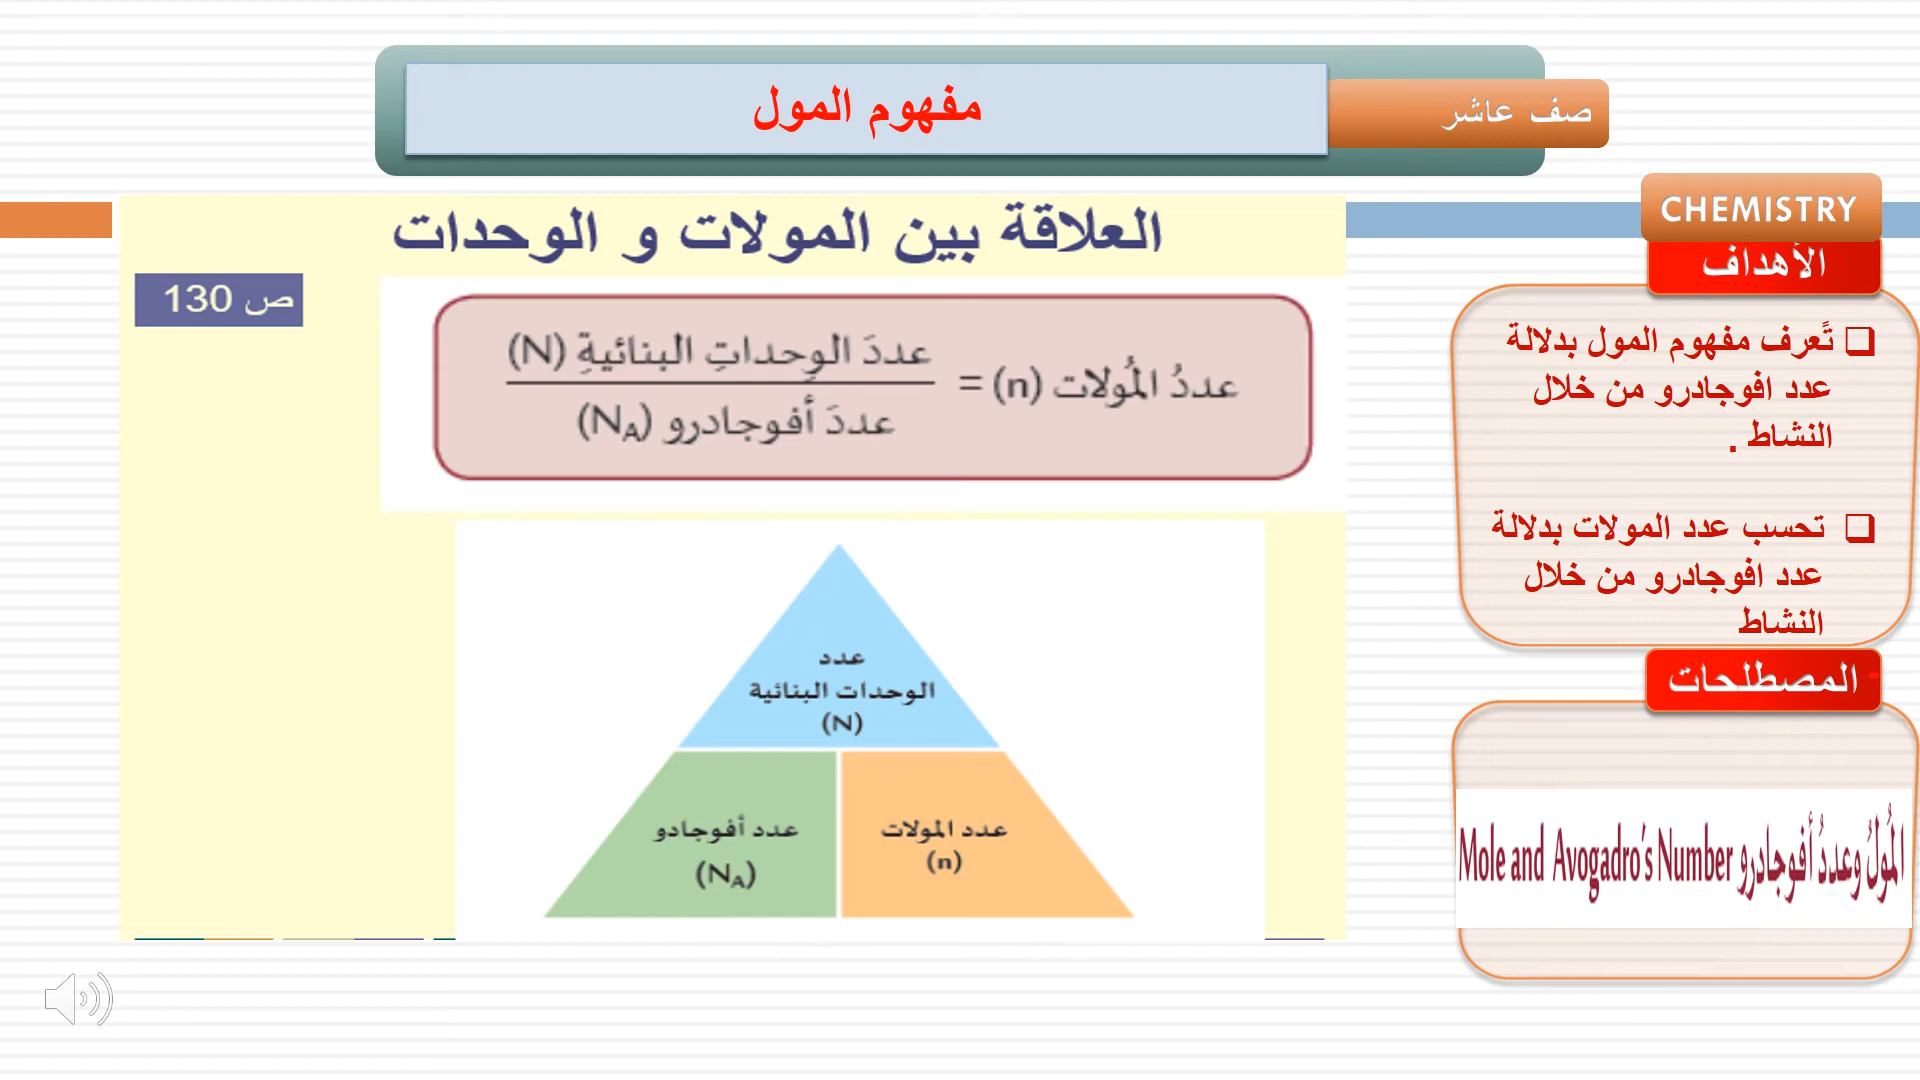 مفهوم المول
صف عاشر
CHEMISTRY
العلاقة بين المولات و الوحدات
ص 130
عددُ المُولات (n) = عددَ الوِحداتِ البنائيةِ (N)
عددَ أفوجادرو (NA)
عدد
الوحدات البنائية
(N)
عدد المولات
(n)
عدد أفوجادو
(NA)
الأهداف
تًعرف مفهوم المول بدلالة
عدد افوجادرو من خلال
النشاط .
تحسب عدد المولات بدلالة
عدد افوجادرو من خلال
النشاط
المصطلحات
المُولُ وعددُ أفوجادرو Mole and Avogadro's Number